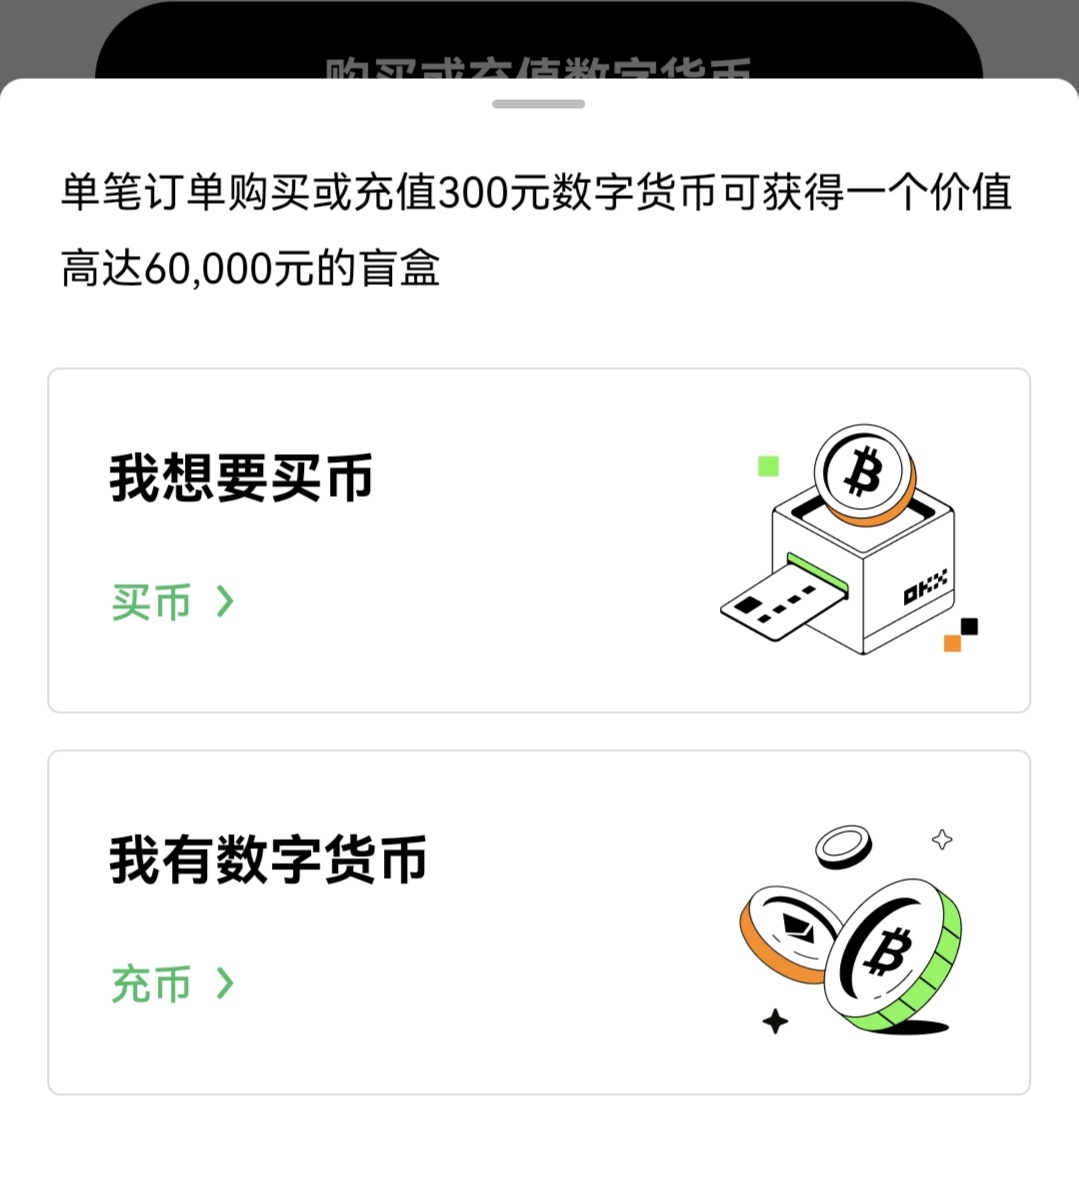 购买或充值数字货币
单笔订单购买或充值300元数字货币可获得一个价值
高达60,000元的盲盒
我想要买币
买币
OKX
我有数字货币
充币